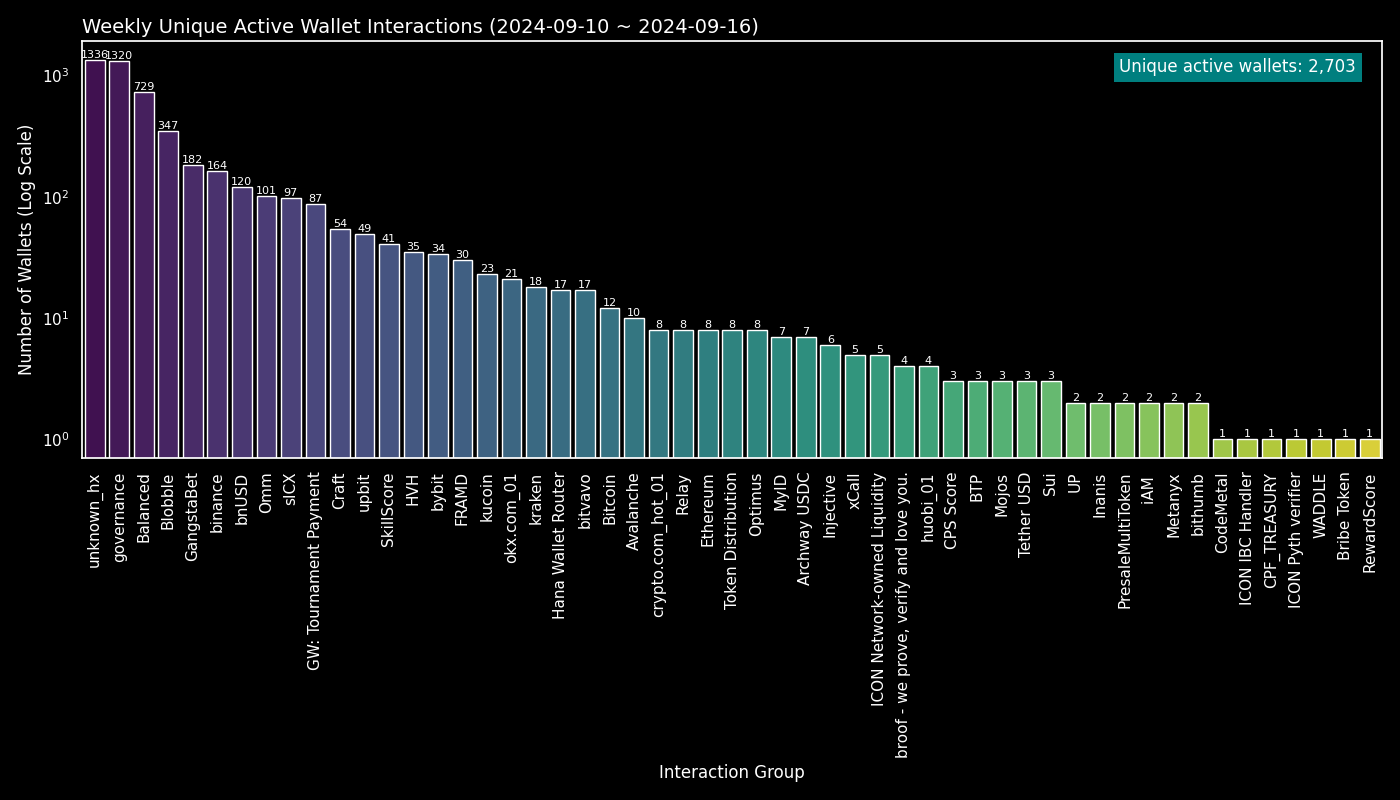 Weekly Unique Active Wallet Interactions (2024-09-10 ~ 2024-09-16)
Unique active wallets: 2,703
Number of Wallets (Log Scale)
10³
10²
10¹
10⁰
1336
1320
729
347
182
164
120
101
97
87
54
49
41
35
34
30
23
21
18
17
17
12
10
8
8
8
8
8
7
7
6
5
5
4
4
3
3
3
3
3
2
2
2
2
2
2
1
1
1
1
1
1
1
unknown_hx
governance
Balanced
Blobble
GangstaBet
binance
bnUSD
Omm
sICX
GW: Tournament Payment
Craft
upbit
SkillScore
HVH
bybit
FRAMD
kucoin
okx.com_01
kraken
Hana Wallet Router
bitvavo
Bitcoin
Avalanche
crypto.com_hot_01
Relay
Ethereum
Token Distribution
Optimus
MyID
Archway USDC
Injective
xCall
ICON Network-owned Liquidity
broof - we prove, verify and love you.
huobi_01
CPS Score
BTP
Mojos
Tether USD
Sui
UP
Inanis
PresaleMultiToken
iAM
Metanyx
bithumb
CodeMetal
ICON IBC Handler
CPF_TREASURY
ICON Pyth verifier
WADDLE
Bribe Token
RewardScore
Interaction Group